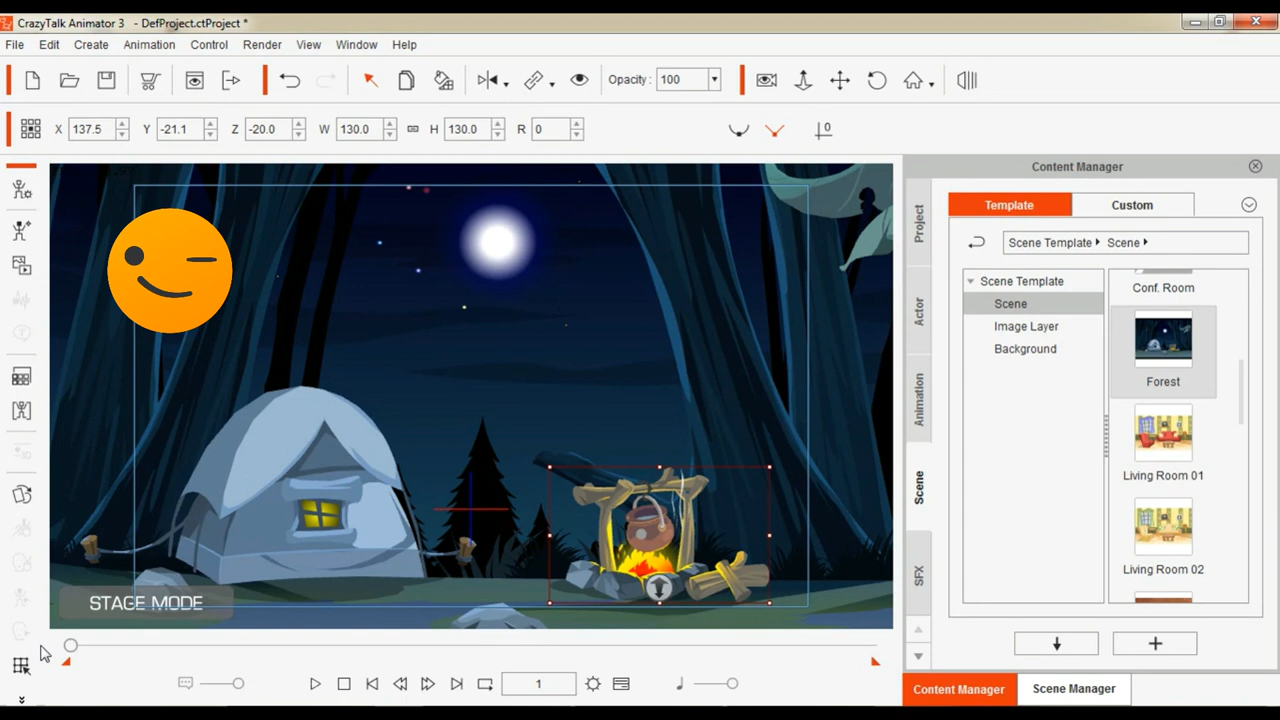 CrazyTalk Animator 3 - DefProject.ctProject *
File Edit Create Animation Control Render View Window Help
Opacity : 100
X 137.5 Y -21.1 Z -20.0 W 130.0 H 130.0 R 0
Content Manager
Template Custom
Scene Template Scene
Scene Template
Scene
Image Layer
Background
Conf. Room
Forest
Living Room 01
Living Room 02
Project
Actor
Animation
Scene
SFX
STAGE MODE
1
Content Manager Scene Manager